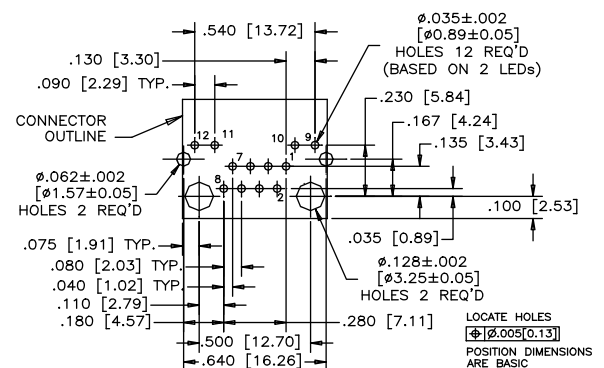 .540 [13.72]
ø.035±.002
[ø0.89±0.05]
HOLES 12 REQ'D
(BASED ON 2 LEDs)
.130 [3.30]
.090 [2.29] TYP.
.230 [5.84]
.167 [4.24]
.135 [3.43]
CONNECTOR
OUTLINE
12
11
10
9
7
1
8
2
ø.062±.002
[ø1.57±0.05]
HOLES 2 REQ'D
.100 [2.53]
.035 [0.89]
.075 [1.91] TYP.
.080 [2.03] TYP.
.040 [1.02] TYP.
.110 [2.79]
.180 [4.57]
ø.128±.002
[ø3.25±0.05]
HOLES 2 REQ'D
.280 [7.11]
.500 [12.70]
.640 [16.26]
LOCATE HOLES
⌖ ø.005[0.13]
POSITION DIMENSIONS
ARE BASIC